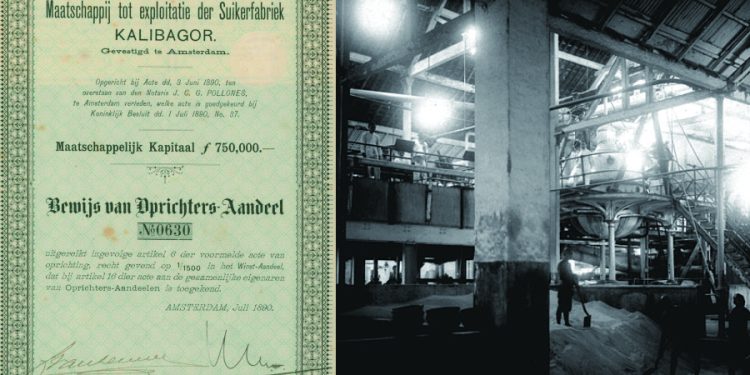 Maatschappij tot exploitatie der Suikerfabriek
KALIBAGOR.
Gevestigd te Amsterdam.
Opgericht bij Acte dd. 3 Juni 1890, ten
overstaan van den Notaris J. C. G. POLLONES,
te Amsterdam verleden, welke acte is goedgekeurd bij
Koninklijk Besluit dd. 1 Juli 1890, No. 37.
Maatschappelijk Kapitaal ƒ 750,000.—
Bewijs van Oprichters-Aandeel
No. 0630
uitgereikt ingevolge artikel 6 der voormelde acte van
oprichting, recht gevend op 1/1500 in het Winst-Aandeel,
dat bij artikel 16 dier acte aan de gezamenlijke eigenaren
van Oprichters-Aandeelen is toegekend.
AMSTERDAM, Juli 1890.